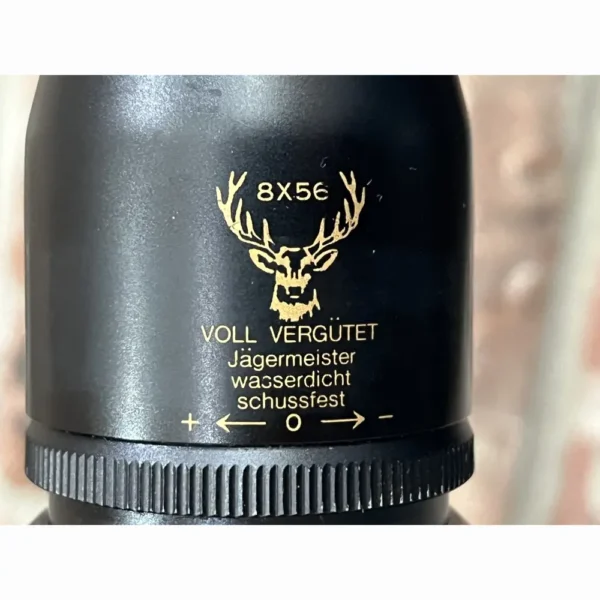 8X56
VOLL VERGÜTET
Jägermeister
wasserdicht
schussfest
+ ← 0 → −